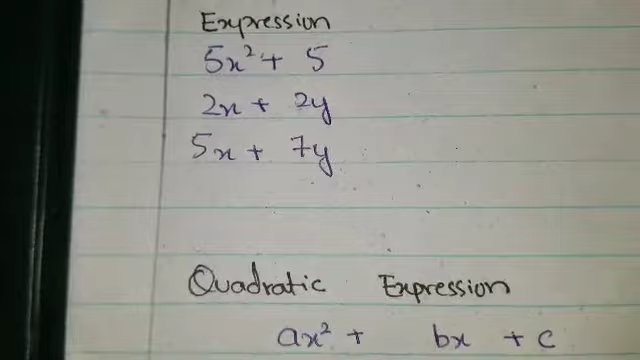 Expression
5x² + 5
2x + 2y
5x + 7y
Quadratic Expression
ax² + bx + c